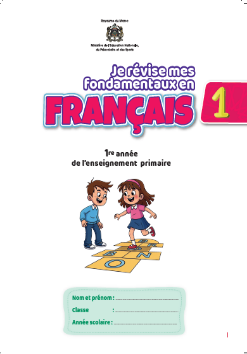 Royaume du Maroc
Ministère de l'Éducation Nationale,
du Préscolaire et des Sports
Je révise mes
fondamentaux en
FRANÇAIS 1
1re année
de l'enseignement primaire
Nom et prénom :
Classe :
Année scolaire :